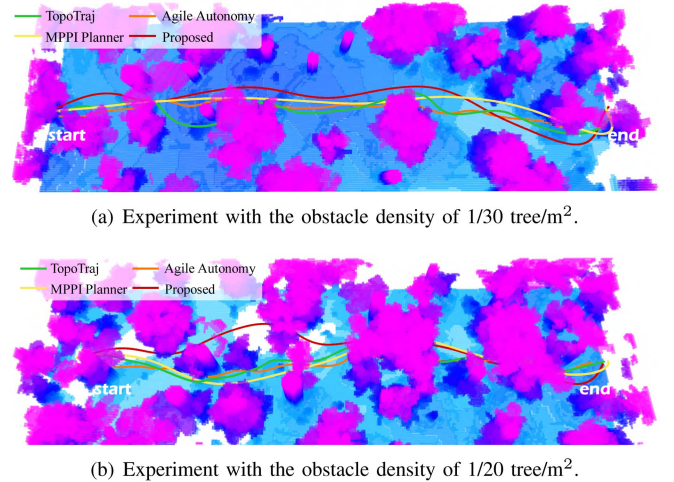 TopoTraj Agile Autonomy
MPPI Planner Proposed
start end
(a) Experiment with the obstacle density of 1/30 tree/m².
TopoTraj Agile Autonomy
MPPI Planner Proposed
start end
(b) Experiment with the obstacle density of 1/20 tree/m².